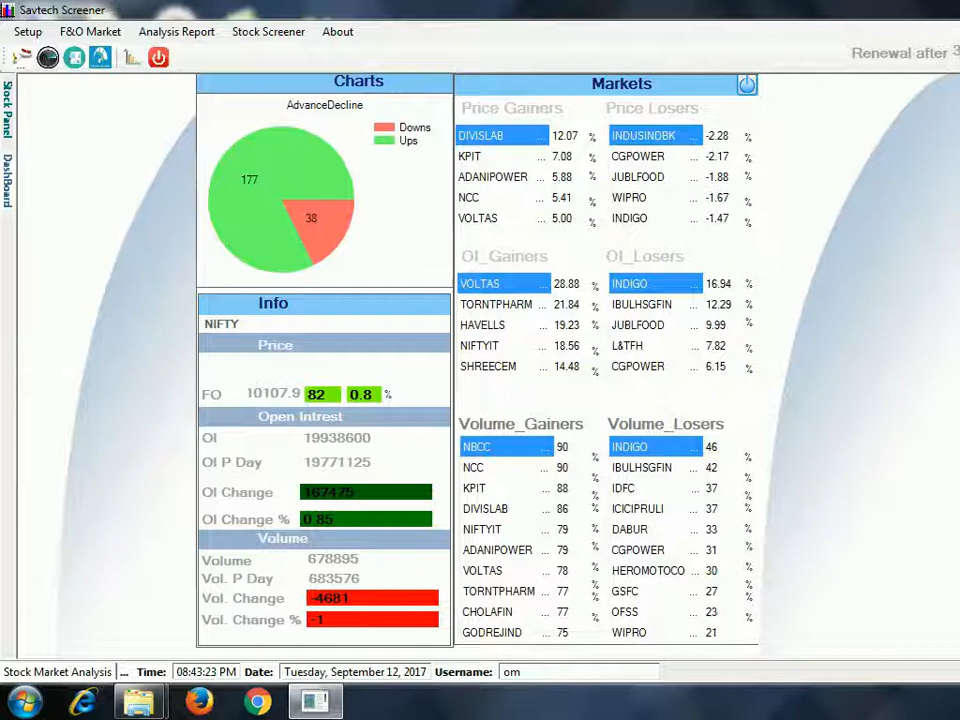 Savtech Screener
Setup F&O Market Analysis Report Stock Screener About
Renewal after 3
Stock Panel
DashBoard
Charts
AdvanceDecline
Downs
Ups
177
38
Info
NIFTY
Price
FO 10107.9 82 0.8 %
Open Intrest
OI 19938600
OI P Day 19771125
OI Change 167475
OI Change % 0.85
Volume
Volume 678895
Vol. P Day 683576
Vol. Change -4681
Vol. Change % -1
Markets
Price Gainers Price Losers
DIVISLAB ... 12.07 % INDUSINDBK ... -2.28 %
KPIT ... 7.08 % CGPOWER ... -2.17 %
ADANIPOWER ... 5.88 % JUBLFOOD ... -1.88 %
NCC ... 5.41 % WIPRO ... -1.67 %
VOLTAS ... 5.00 % INDIGO ... -1.47 %
OI_Gainers OI_Losers
VOLTAS ... 28.88 % INDIGO ... 16.94 %
TORNTPHARM ... 21.84 % IBULHSGFIN ... 12.29 %
HAVELLS ... 19.23 % JUBLFOOD ... 9.99 %
NIFTYIT ... 18.56 % L&TFH ... 7.82 %
SHREECEM ... 14.48 % CGPOWER ... 6.15 %
Volume_Gainers Volume_Losers
NBCC ... 90 % INDIGO ... 46 %
NCC ... 90 % IBULHSGFIN ... 42 %
KPIT ... 88 % IDFC ... 37 %
DIVISLAB ... 86 % ICICIPRULI ... 37 %
NIFTYIT ... 79 % DABUR ... 33 %
ADANIPOWER ... 79 % CGPOWER ... 31 %
VOLTAS ... 78 % HEROMOTOCO ... 30 %
TORNTPHARM ... 77 % GSFC ... 27 %
CHOLAFIN ... 77 % OFSS ... 23 %
GODREJIND ... 75 WIPRO ... 21
Stock Market Analysis ... Time: 08:43:23 PM Date: Tuesday, September 12, 2017 Username: om